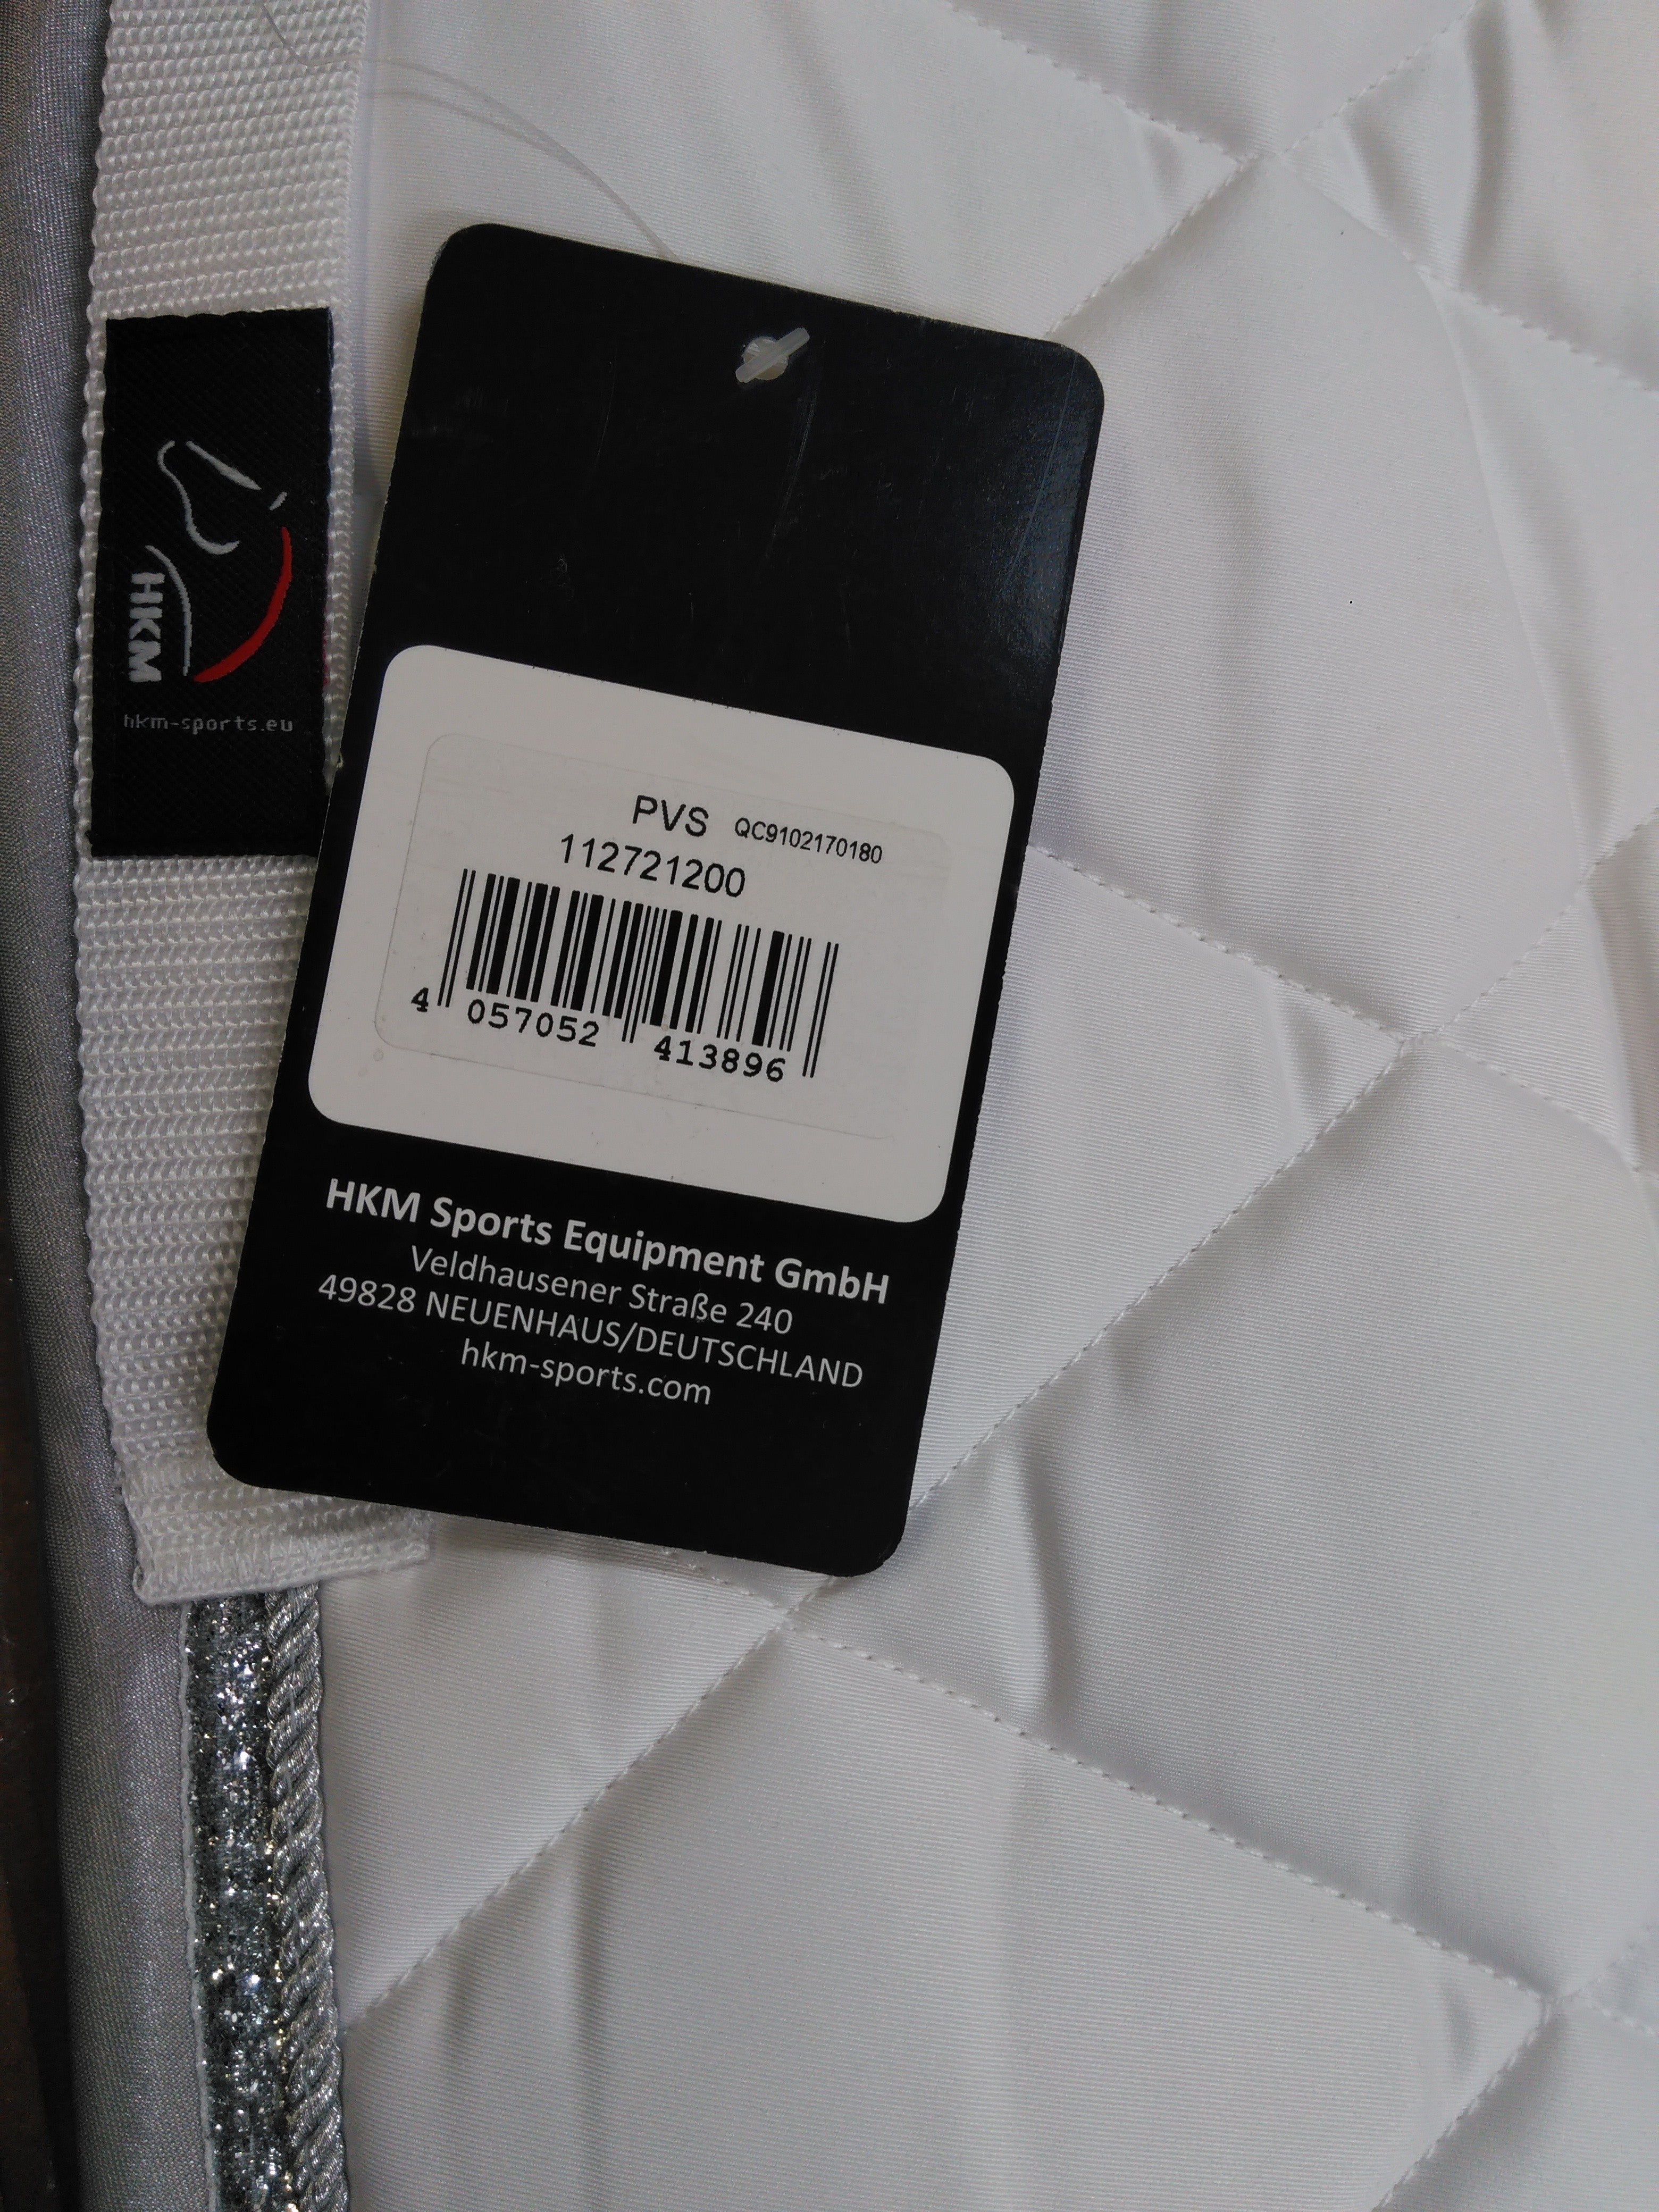 HKM
hkm-sports.eu
PVS QC9102170180
112721200
4 057052 413896
HKM Sports Equipment GmbH
Veldhausener Straße 240
49828 NEUENHAUS/DEUTSCHLAND
hkm-sports.com